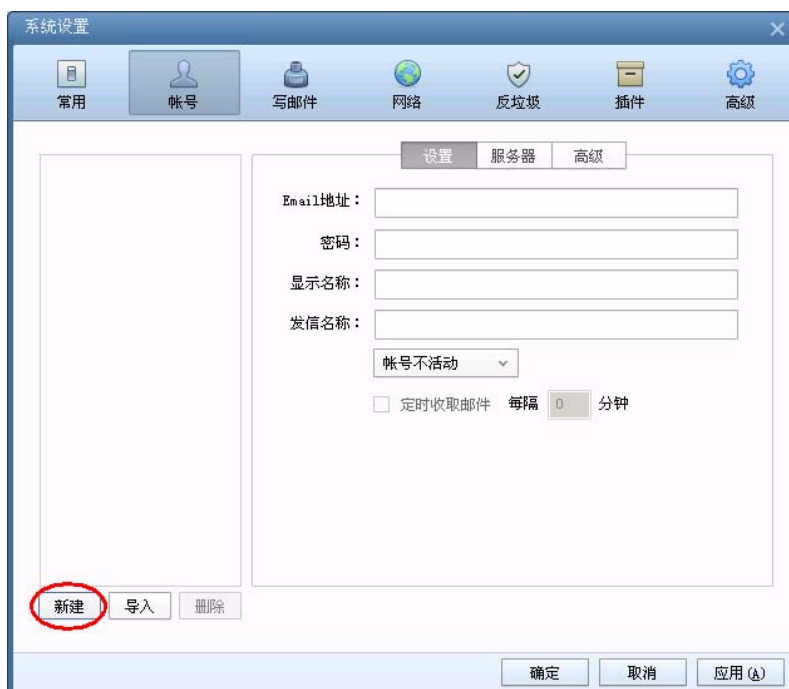 系统设置
常用 帐号 写邮件 网络 反垃圾 插件 高级
设置 服务器 高级
Email地址：
密码：
显示名称：
发信名称：
帐号不活动
定时收取邮件 每隔 0 分钟
新建 导入 删除
确定 取消 应用(A)